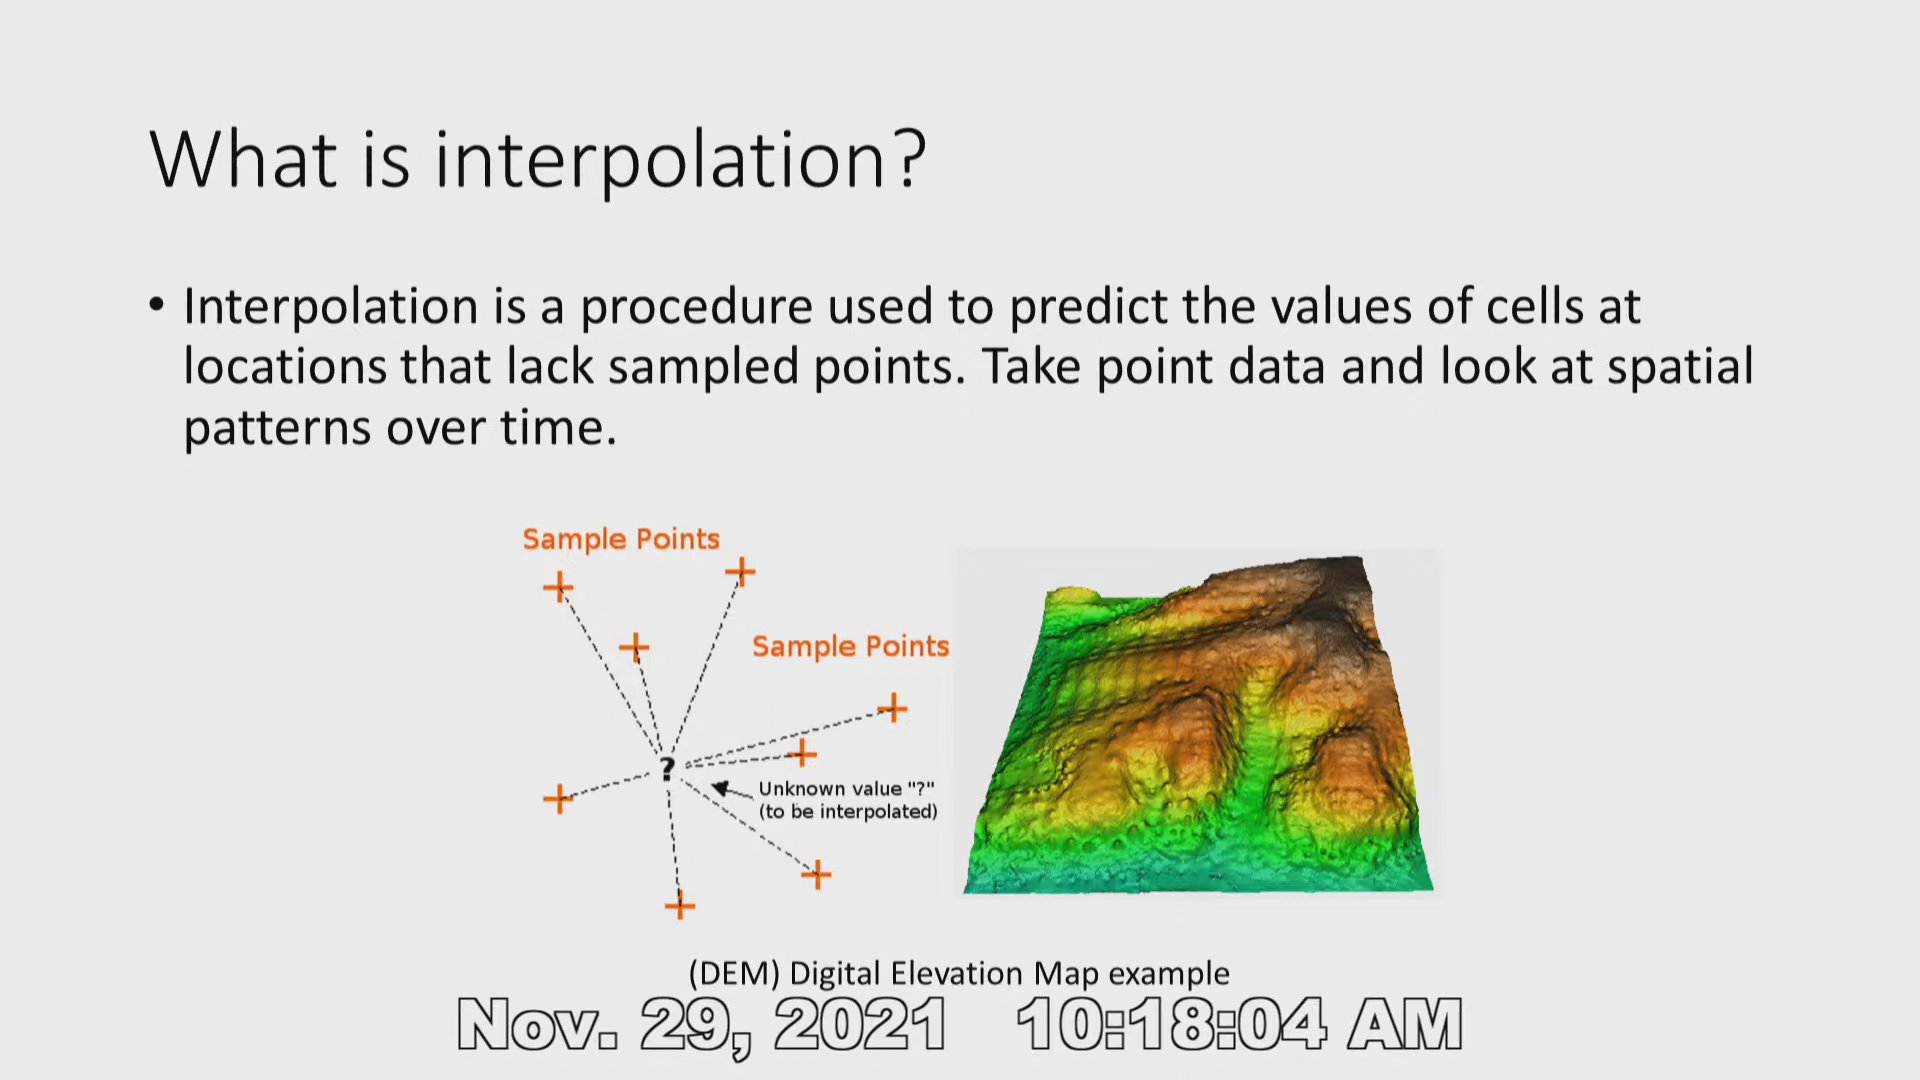 What is interpolation?
• Interpolation is a procedure used to predict the values of cells at
locations that lack sampled points. Take point data and look at spatial
patterns over time.
Sample Points
Sample Points
?
Unknown value "?"
(to be interpolated)
(DEM) Digital Elevation Map example
Nov. 29, 2021 10:18:04 AM